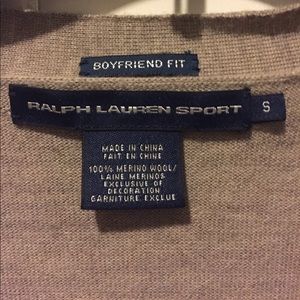 BOYFRIEND FIT
RALPH LAUREN SPORT S
MADE IN CHINA
FAIT EN CHINE
100% MERINO WOOL/
LAINE MERINOS
EXCLUSIVE OF
DECORATION
GARNITURE EXCLUE